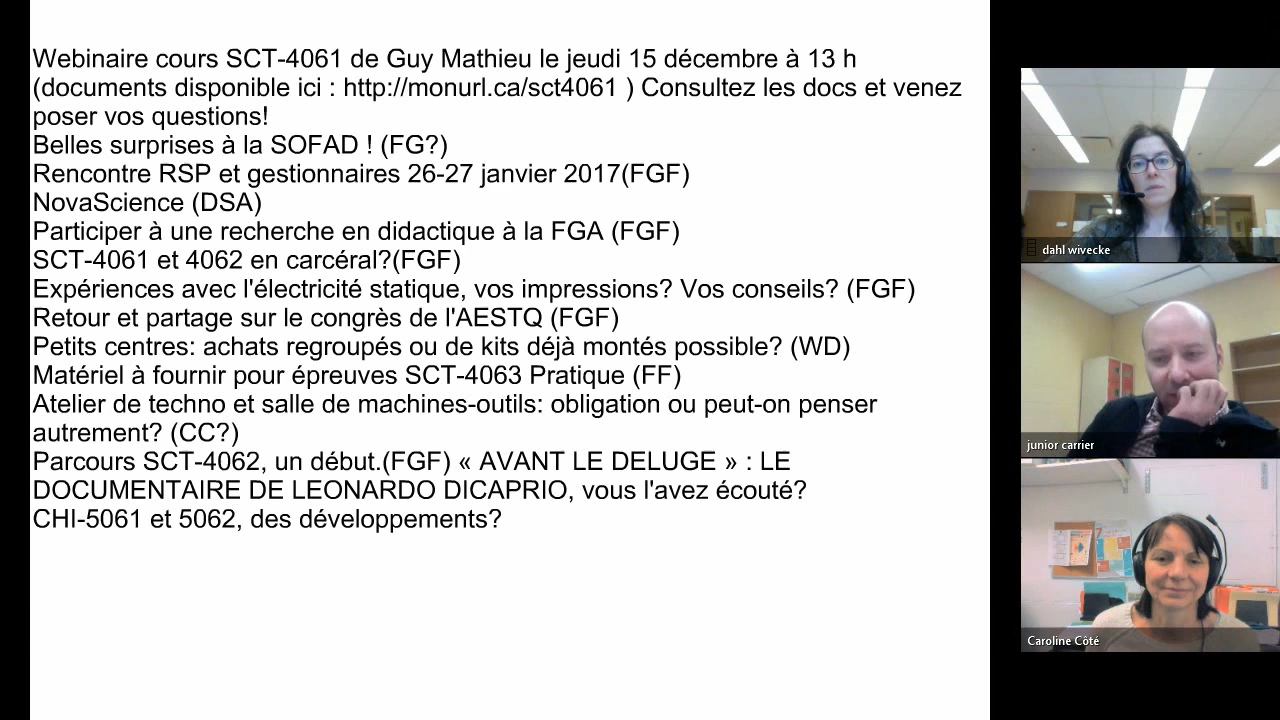 Webinaire cours SCT-4061 de Guy Mathieu le jeudi 15 décembre à 13 h
(documents disponible ici : http://monurl.ca/sct4061 ) Consultez les docs et venez
poser vos questions!
Belles surprises à la SOFAD ! (FG?)
Rencontre RSP et gestionnaires 26-27 janvier 2017(FGF)
NovaScience (DSA)
Participer à une recherche en didactique à la FGA (FGF)
SCT-4061 et 4062 en carcéral?(FGF)
Expériences avec l'électricité statique, vos impressions? Vos conseils? (FGF)
Retour et partage sur le congrès de l'AESTQ (FGF)
Petits centres: achats regroupés ou de kits déjà montés possible? (WD)
Matériel à fournir pour épreuves SCT-4063 Pratique (FF)
Atelier de techno et salle de machines-outils: obligation ou peut-on penser
autrement? (CC?)
Parcours SCT-4062, un début.(FGF) « AVANT LE DELUGE » : LE
DOCUMENTAIRE DE LEONARDO DICAPRIO, vous l'avez écouté?
CHI-5061 et 5062, des développements?
dahl wivecke
junior carrier
Caroline Côté